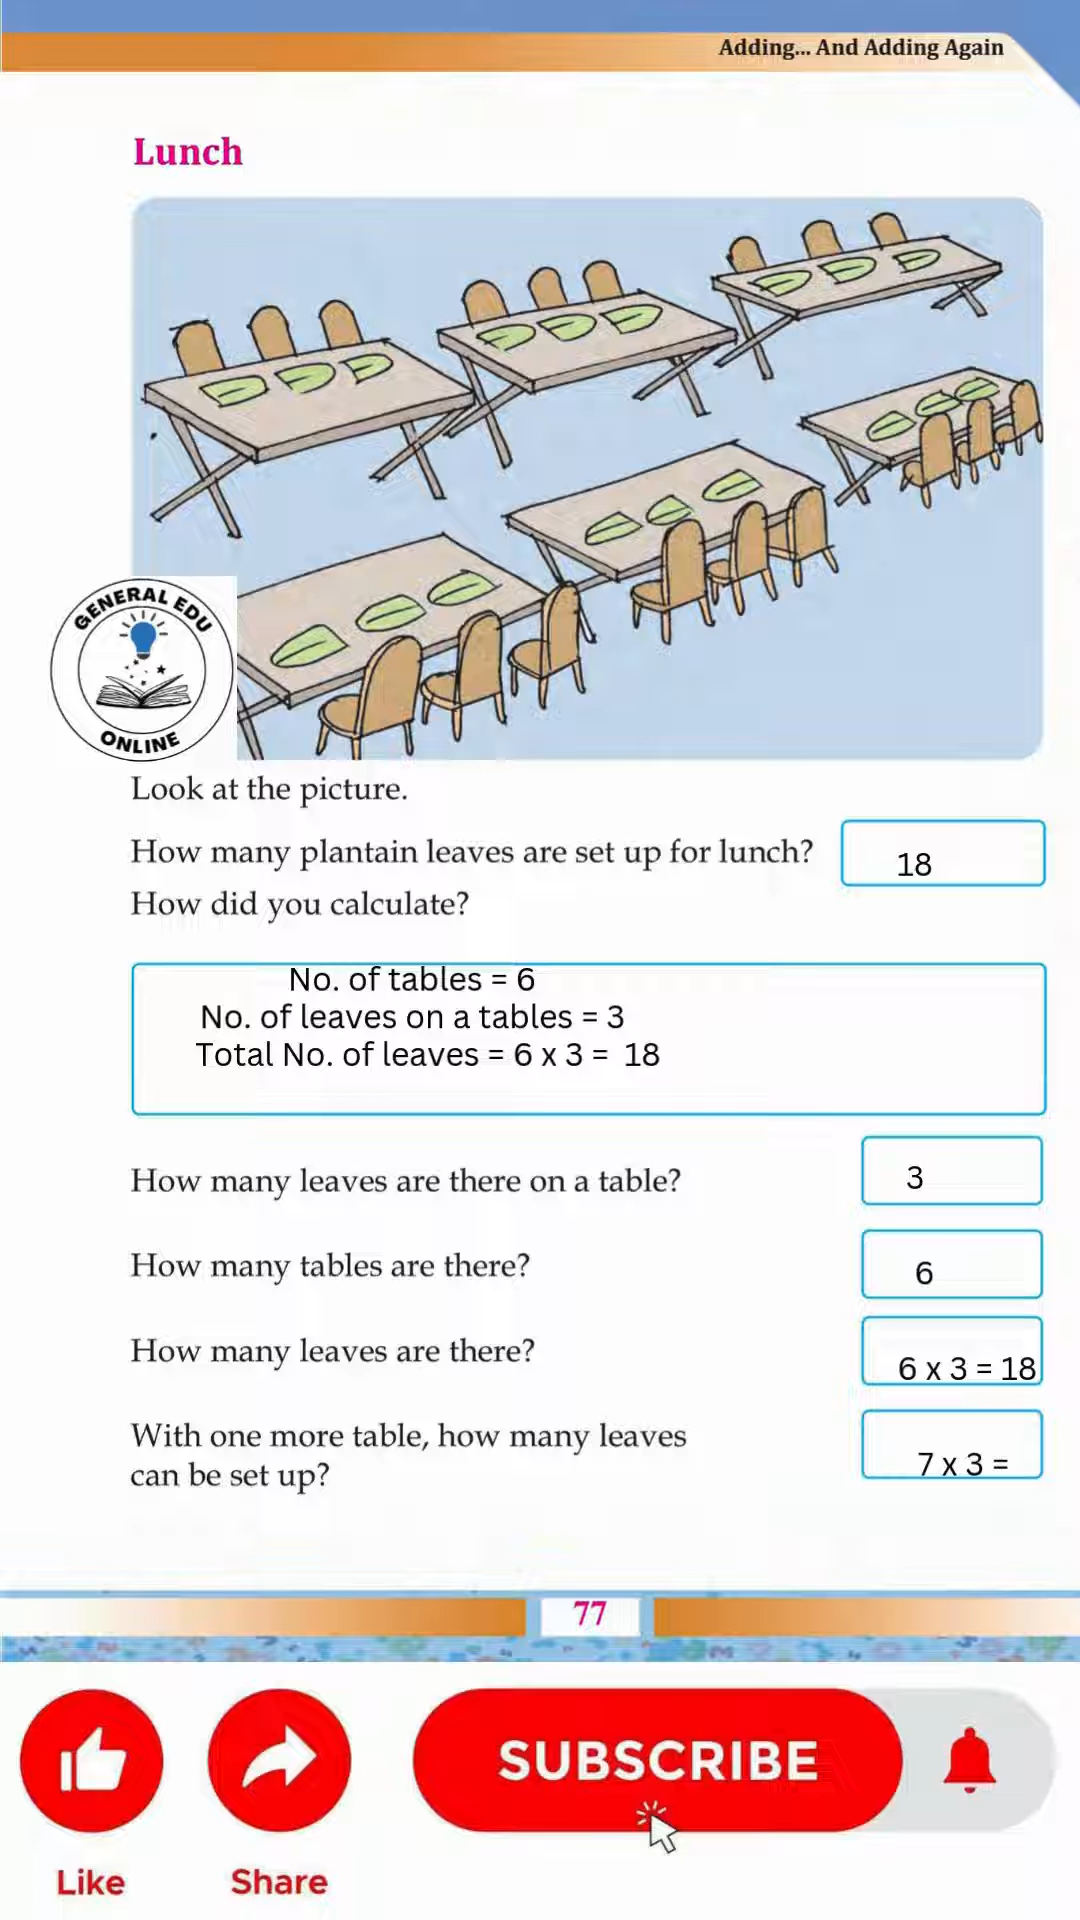 Adding... And Adding Again
Lunch
GENERAL EDU
ONLINE
Look at the picture.
How many plantain leaves are set up for lunch?
18
How did you calculate?
No. of tables = 6
No. of leaves on a tables = 3
Total No. of leaves = 6 x 3 = 18
How many leaves are there on a table?
3
How many tables are there?
6
How many leaves are there?
6 x 3 = 18
With one more table, how many leaves
can be set up?
7 x 3 =
77
SUBSCRIBE
Like
Share